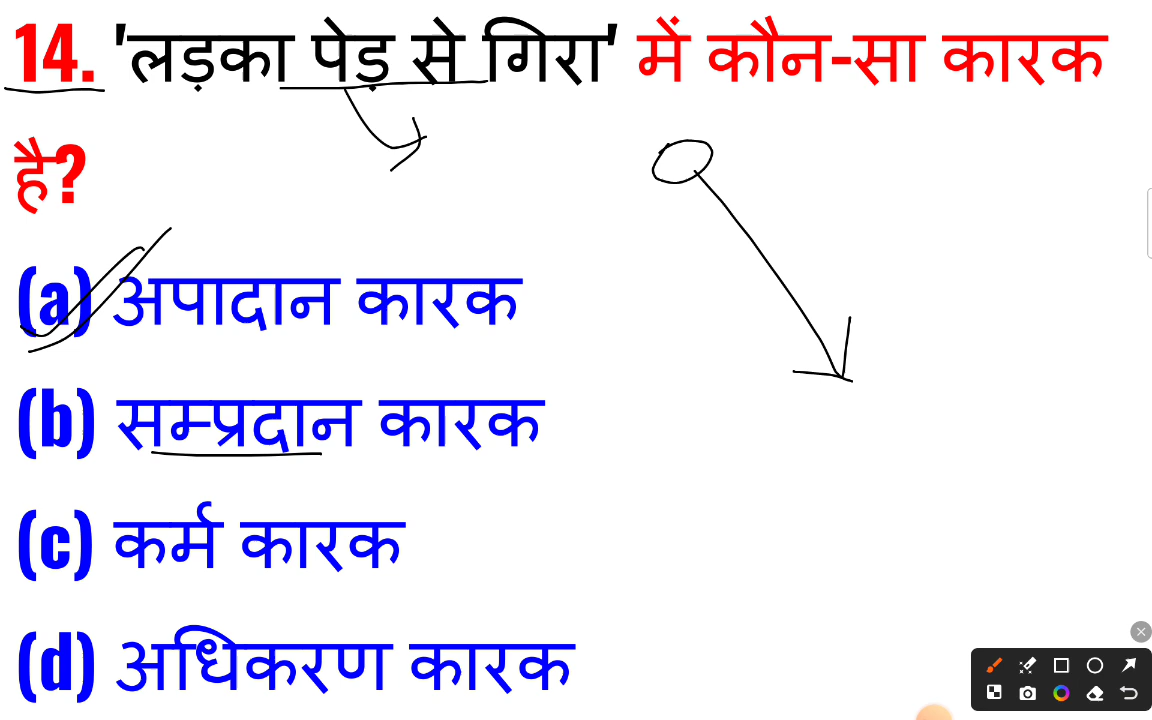 14. 'लड़का पेड़ से गिरा' में कौन-सा कारक
है?
(a) अपादान कारक
(b) सम्प्रदान कारक
(c) कर्म कारक
(d) अधिकरण कारक